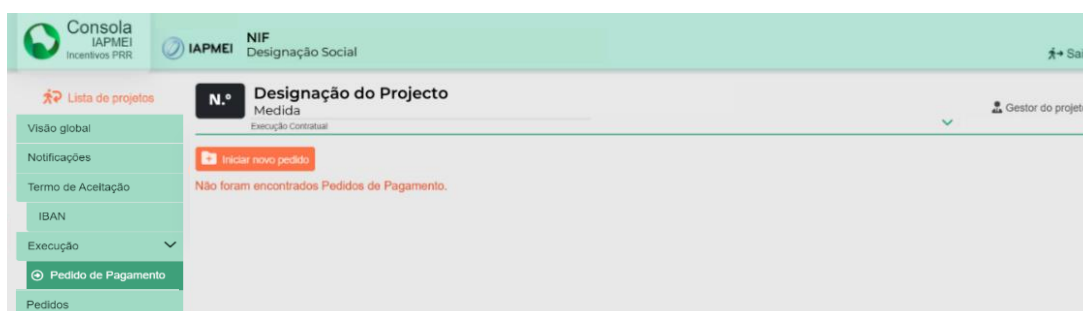 Consola
IAPMEI
Incentivos PRR
IAPMEI
NIF
Designação Social
Sai
Lista de projetos
Visão global
Notificações
Termo de Aceitação
IBAN
Execução
Pedido de Pagamento
Pedidos
N.º
Designação do Projecto
Medida
Execução Contratual
Gestor do projet
Iniciar novo pedido
Não foram encontrados Pedidos de Pagamento.